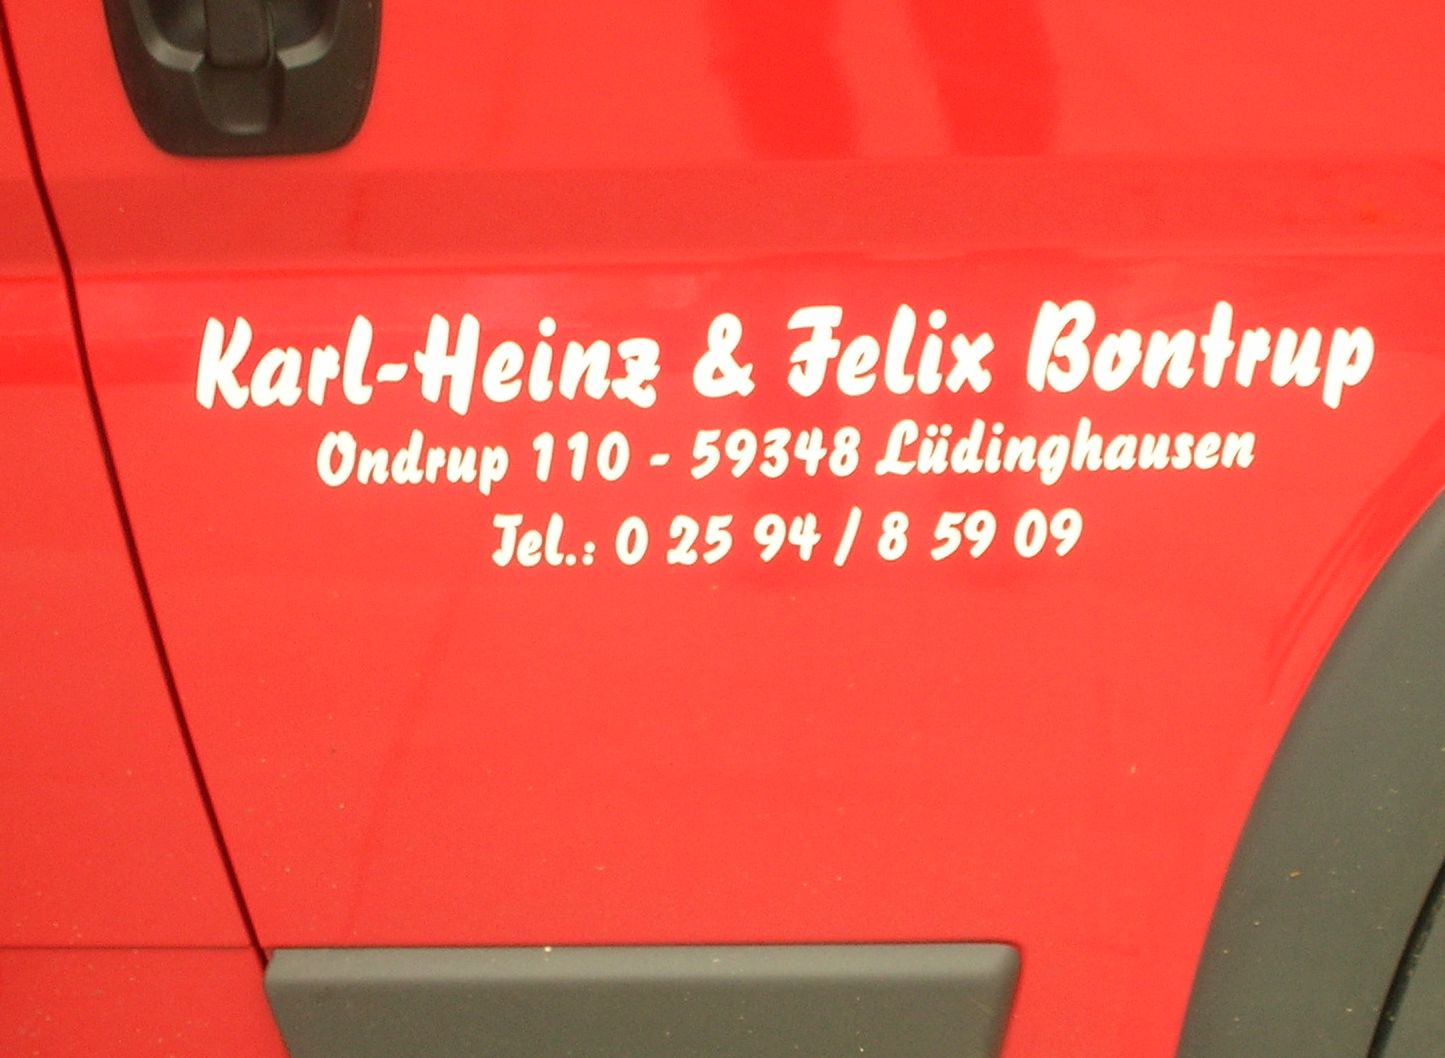 Karl-Heinz & Felix Bontrup
Ondrup 110 - 59348 Lüdinghausen
Tel.: 0 25 94 / 8 59 09